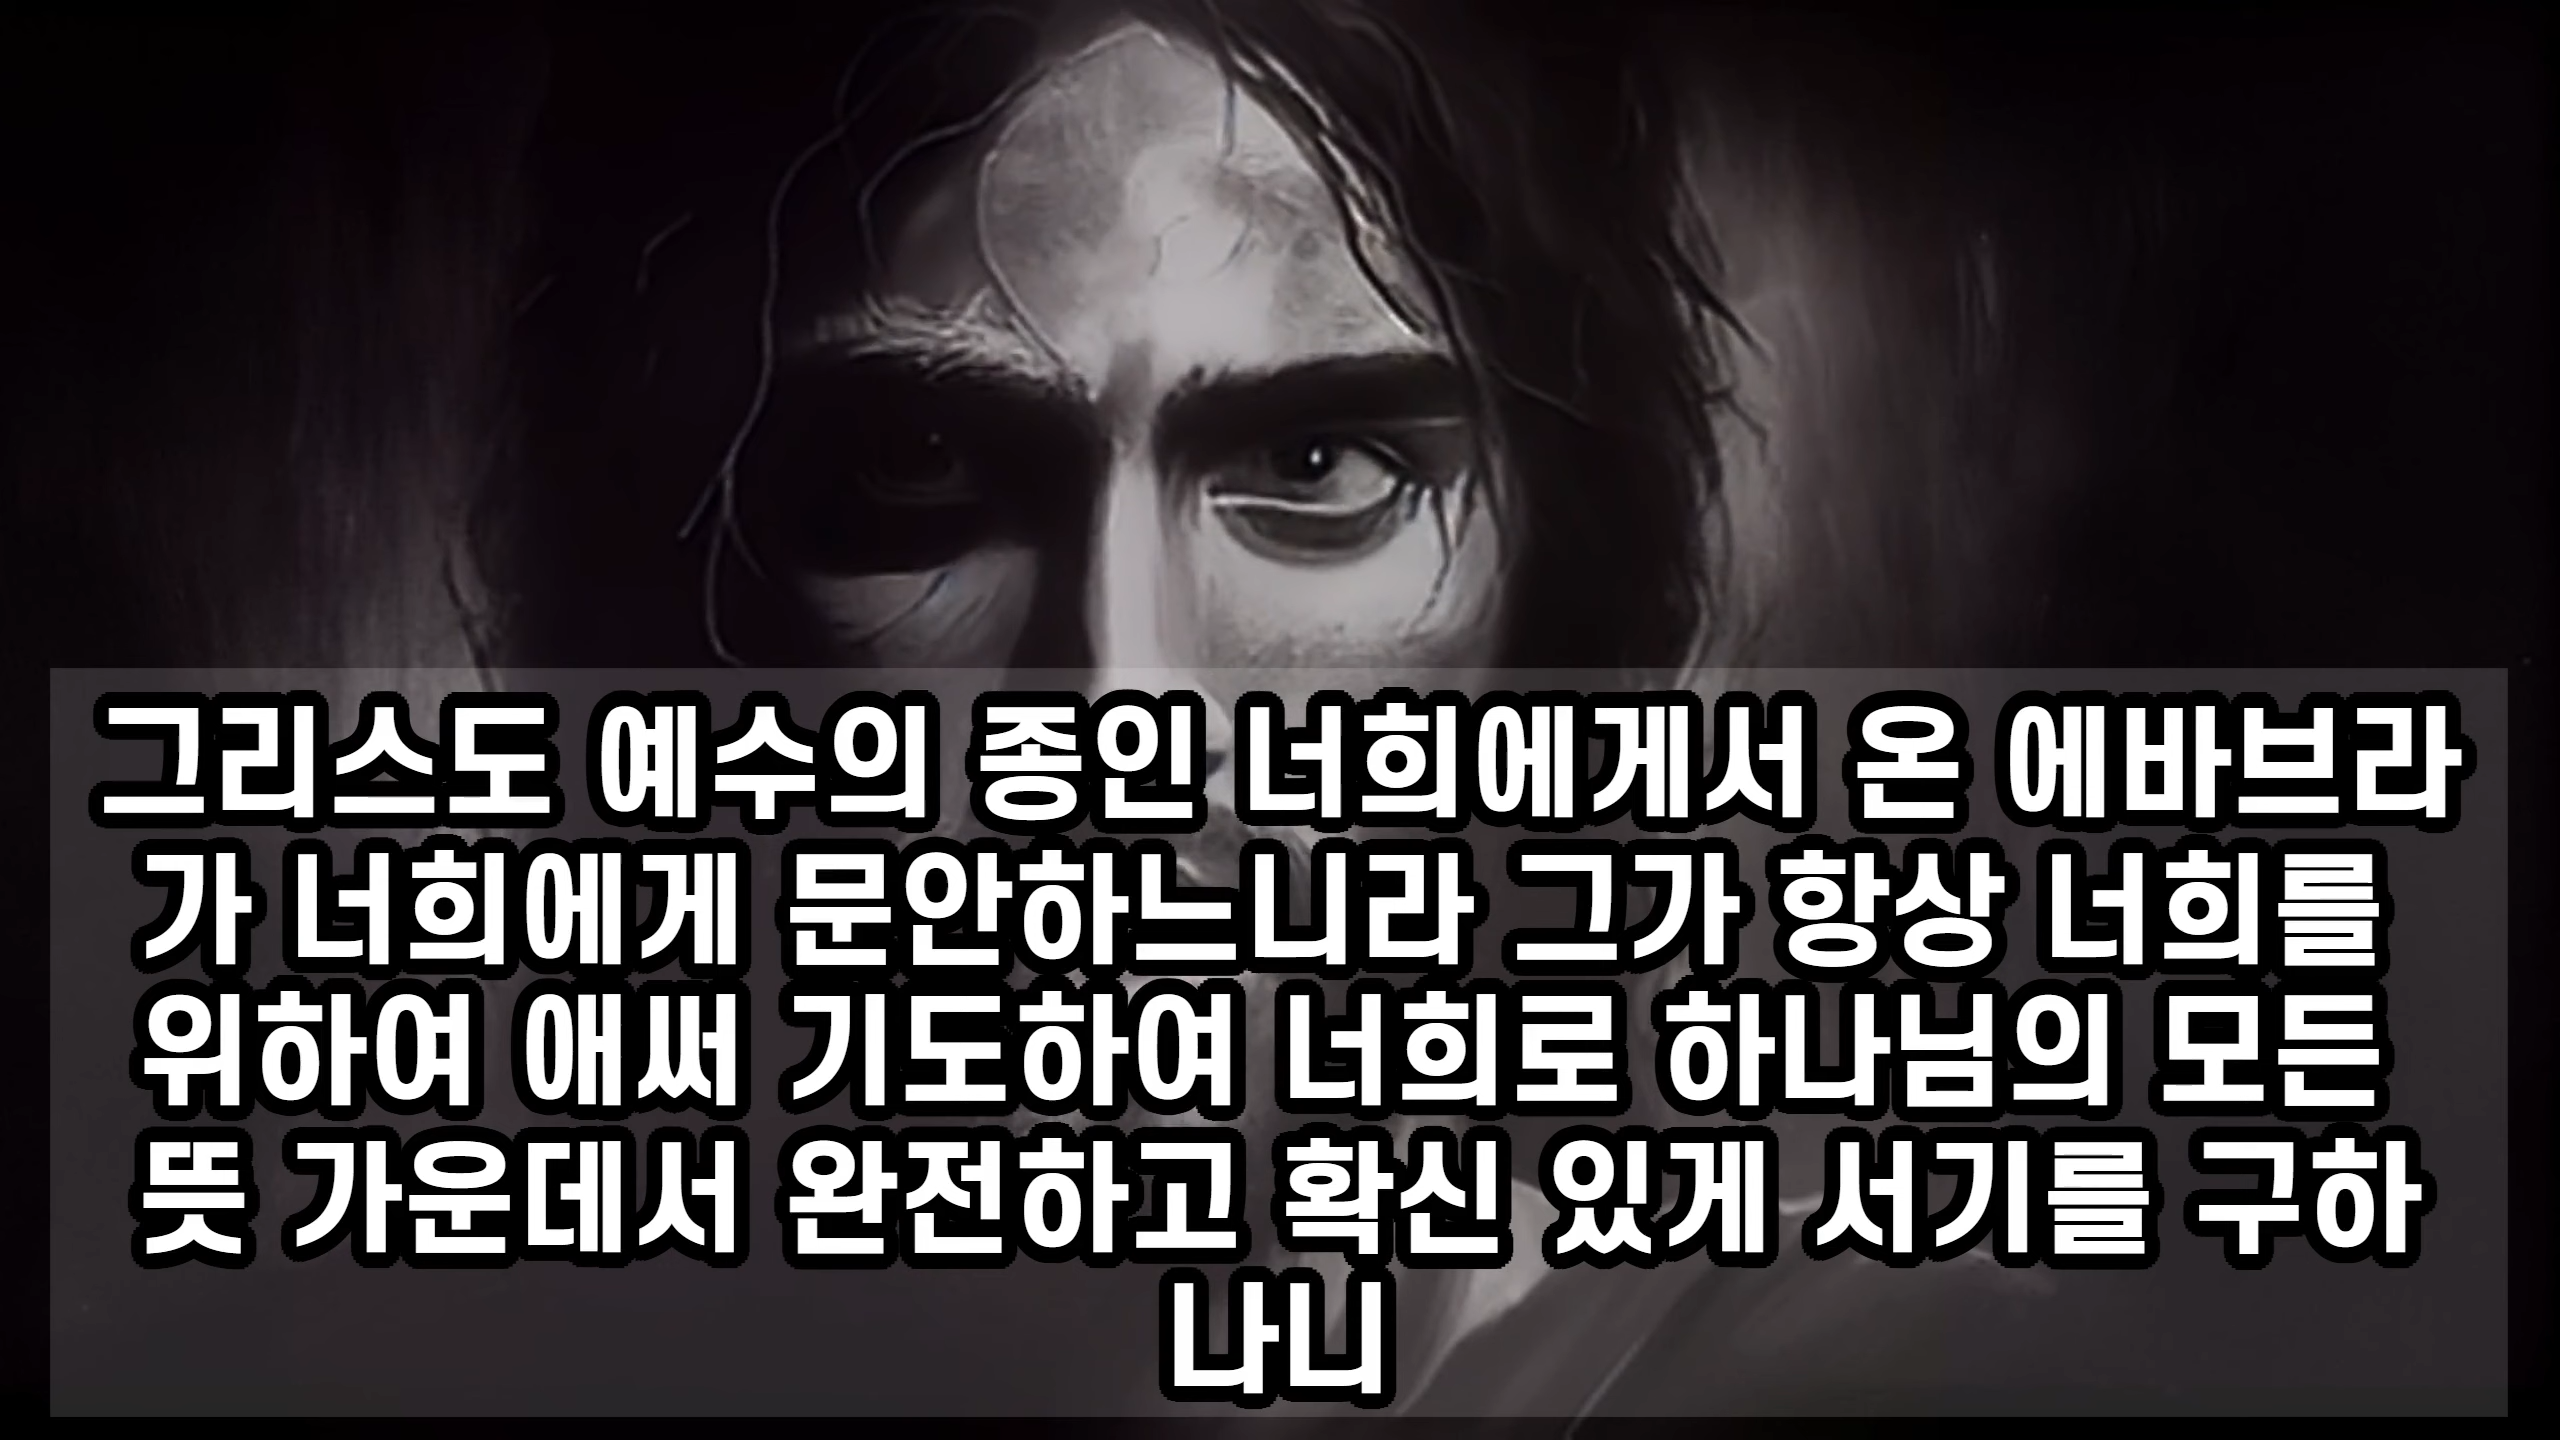 그리스도 예수의 종인 너희에게서 온 에바브라
가 너희에게 문안하느니라 그가 항상 너희를
위하여 애써 기도하여 너희로 하나님의 모든
뜻 가운데서 완전하고 확신 있게 서기를 구하
나니